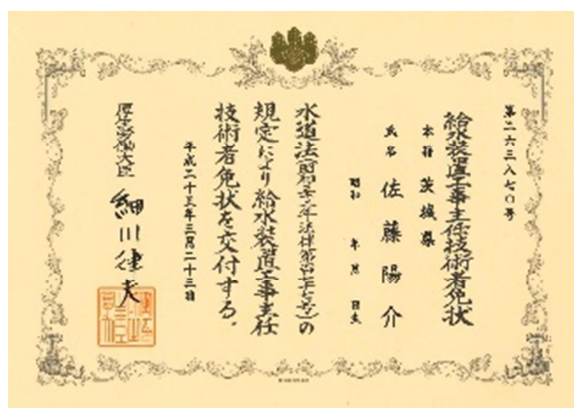 第二六三八七〇号
給水装置工事主任技術者免状
本籍 茨城県
氏名 佐藤陽介
昭和 年 月 日生
水道法(昭和三十二年法律第百七十七号)の
規定により給水装置工事主任
技術者免状を交付する。
平成二十三年三月二十三日
厚生労働大臣 細川律夫